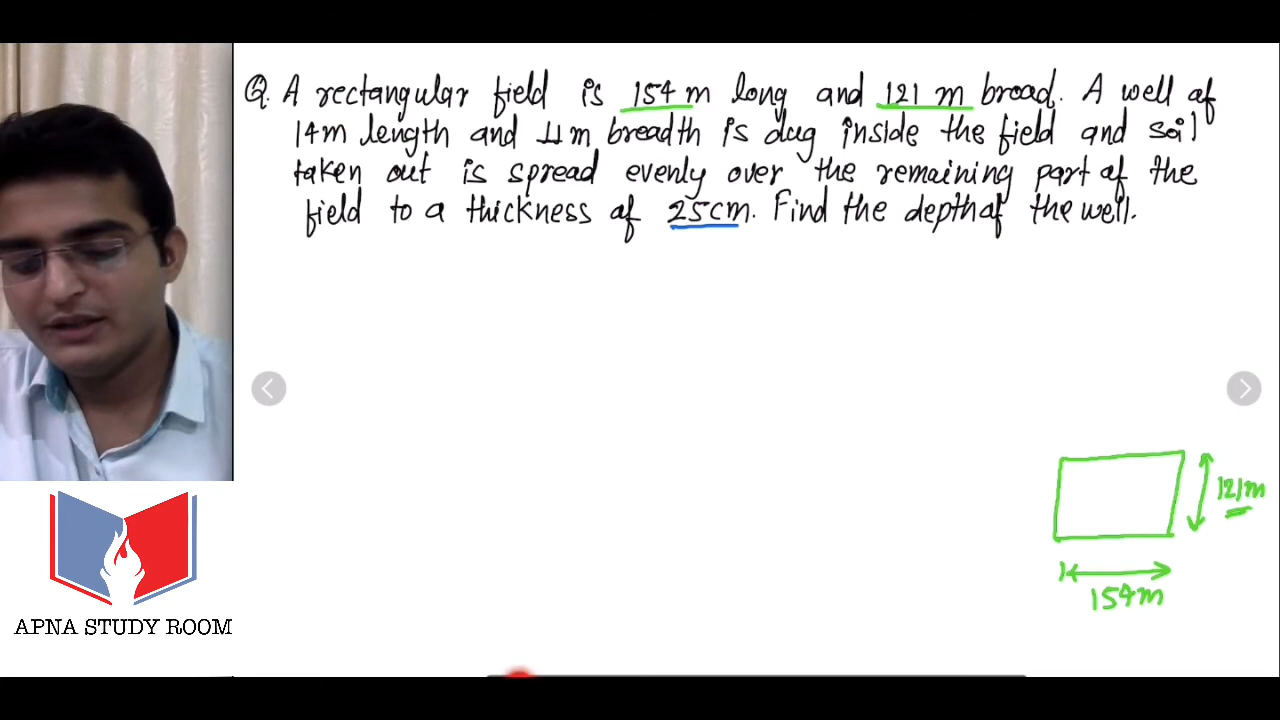 Q. A rectangular field is 154 m long and 121 m broad. A well of
14m length and 11m breadth is dug inside the field and soil
taken out is spread evenly over the remaining part of the
field to a thickness of 25cm. Find the depth of the well.
121m
154m
APNA STUDY ROOM